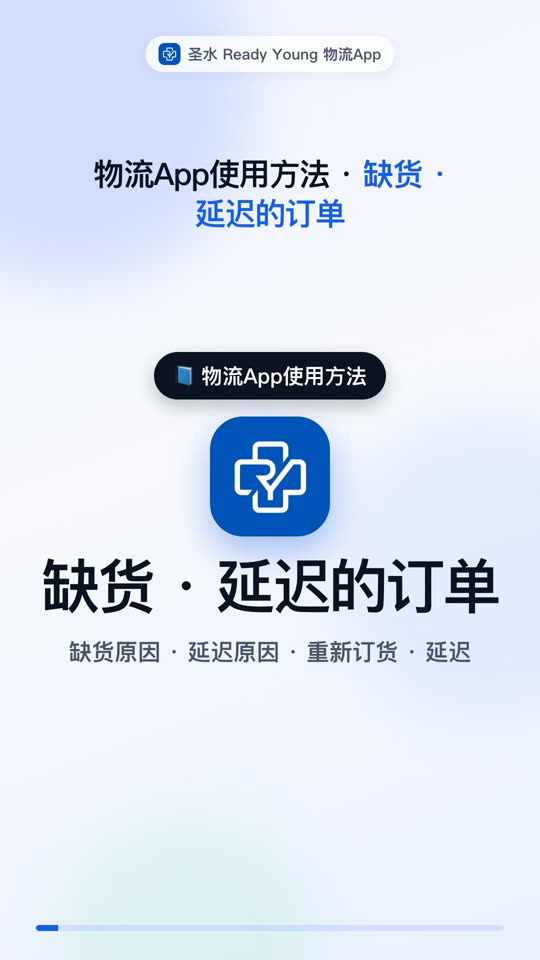 圣水 Ready Young 物流App
物流App使用方法 · 缺货 ·
延迟的订单
物流App使用方法
RY
缺货 · 延迟的订单
缺货原因 · 延迟原因 · 重新订货 · 延迟